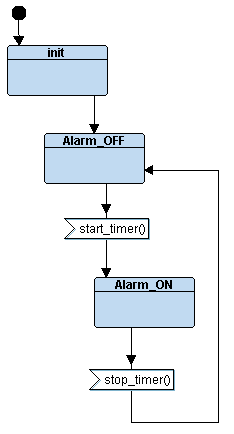 init
Alarm_OFF
start_timer()
Alarm_ON
stop_timer()